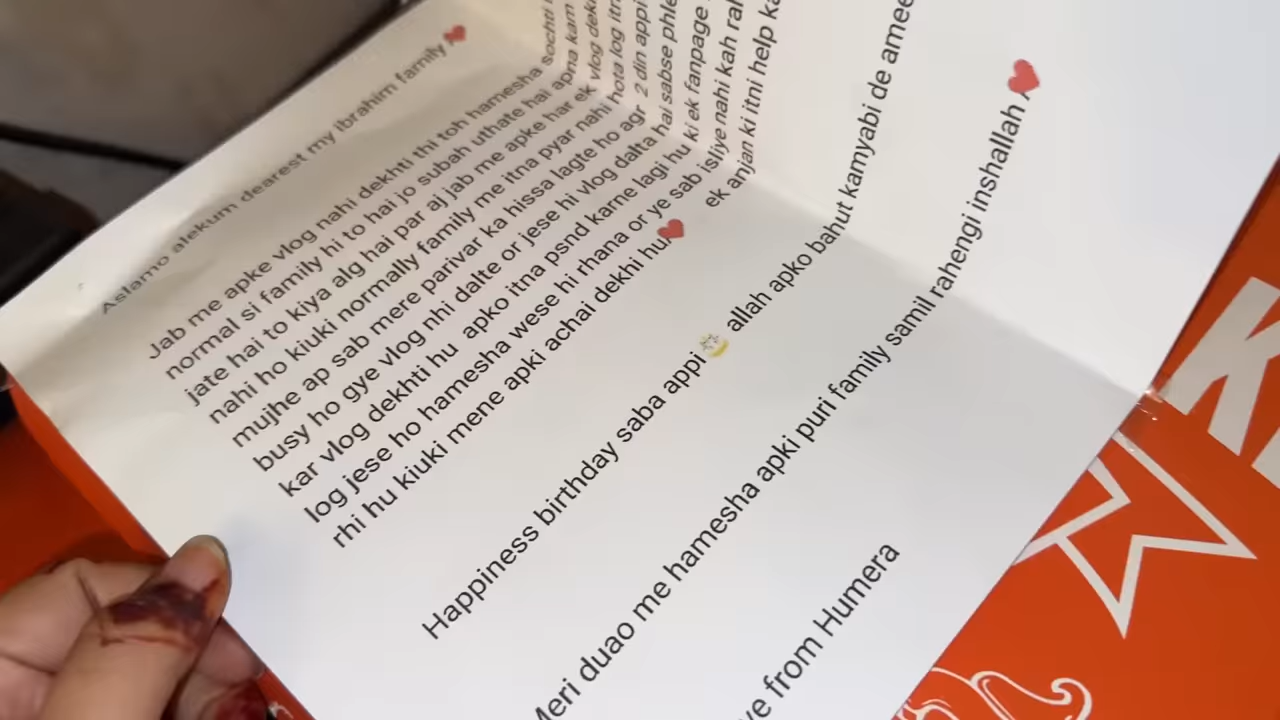 Aslamo alekum dearest my ibrahim family ❤
Jab me apke vlog nahi dekhti thi toh hamesha sochti
normal si family hi to hai jo subah uthate hai apna kam
jate hai to kiya alg hai par aj jab me apke har ek vlog
nahi ho kiuki normally family me itna pyar nahi hota log
mujhe ap sab mere parivar ka hissa lagte ho agr 2 din appi
busy ho gye vlog nhi dalte or jese hi vlog dalta hai sabse
kar vlog dekhti hu apko itna psnd karne lagi hu ki ek fanpage
log jese ho hamesha wese hi rhana or ye sab isliye nahi kah
rhi hu kiuki mene apki achai dekhi hu❤ ek anjan ki itni help
Happiness birthday saba appi allah apko bahut kamyabi de
Meri duao me hamesha apki puri family samil rahengi inshallah ❤
from Humera
K